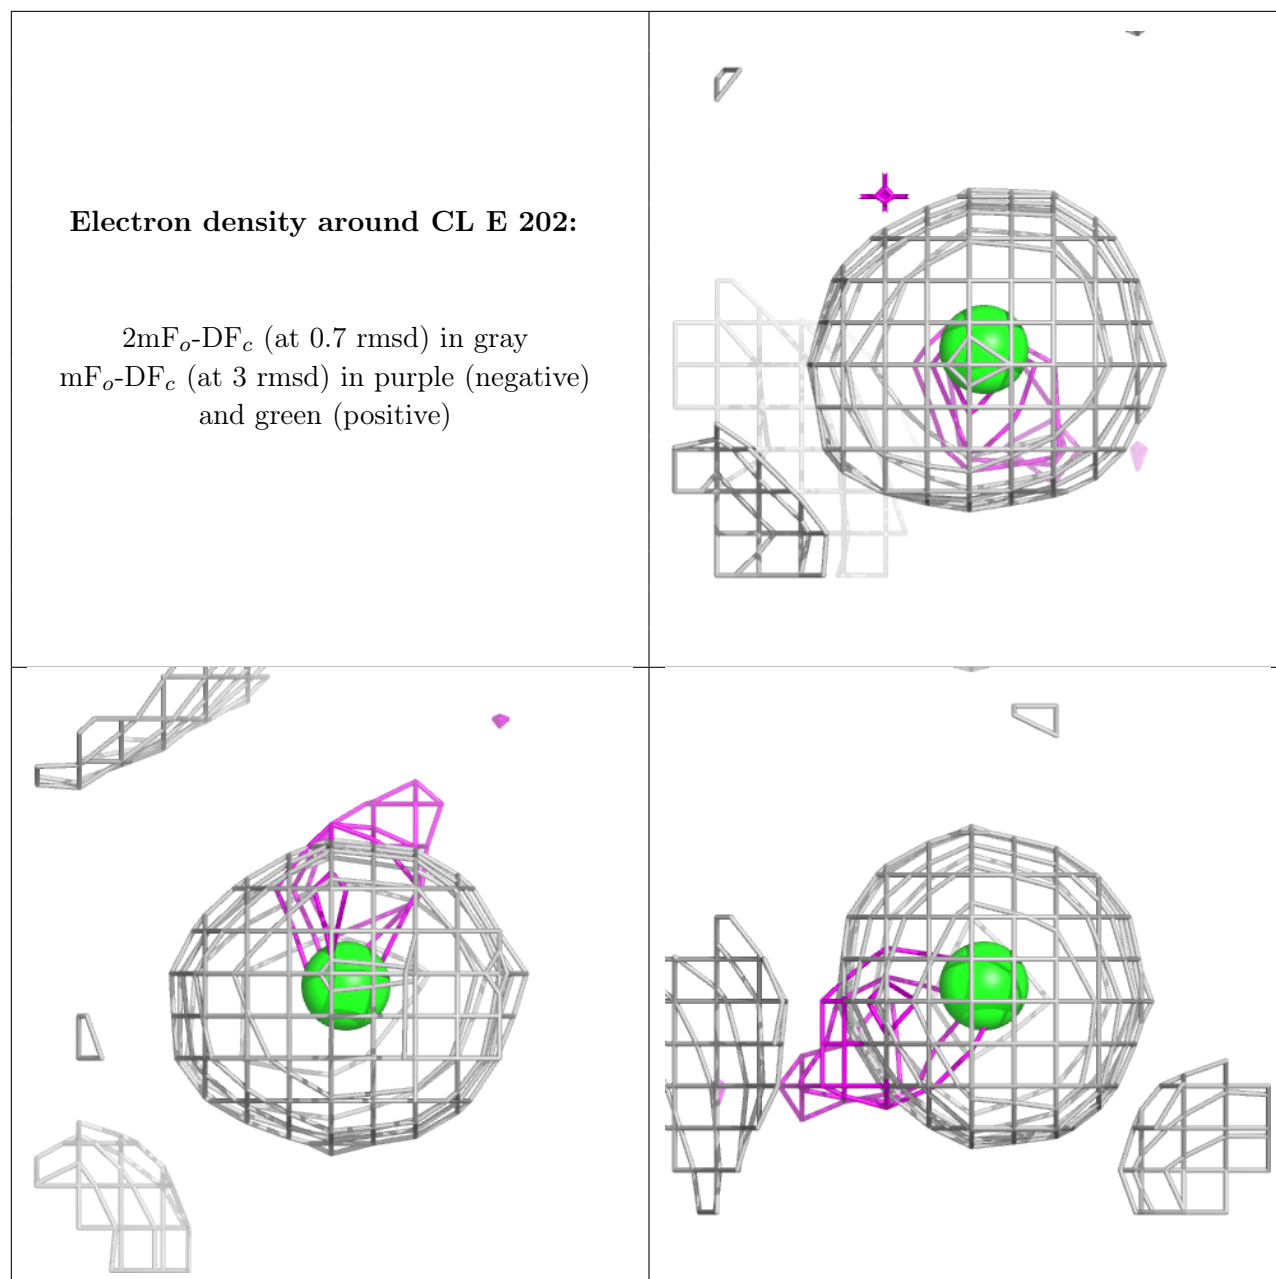 Electron density around CL E 202:
2mFo-DFc (at 0.7 rmsd) in gray
mFo-DFc (at 3 rmsd) in purple (negative)
and green (positive)